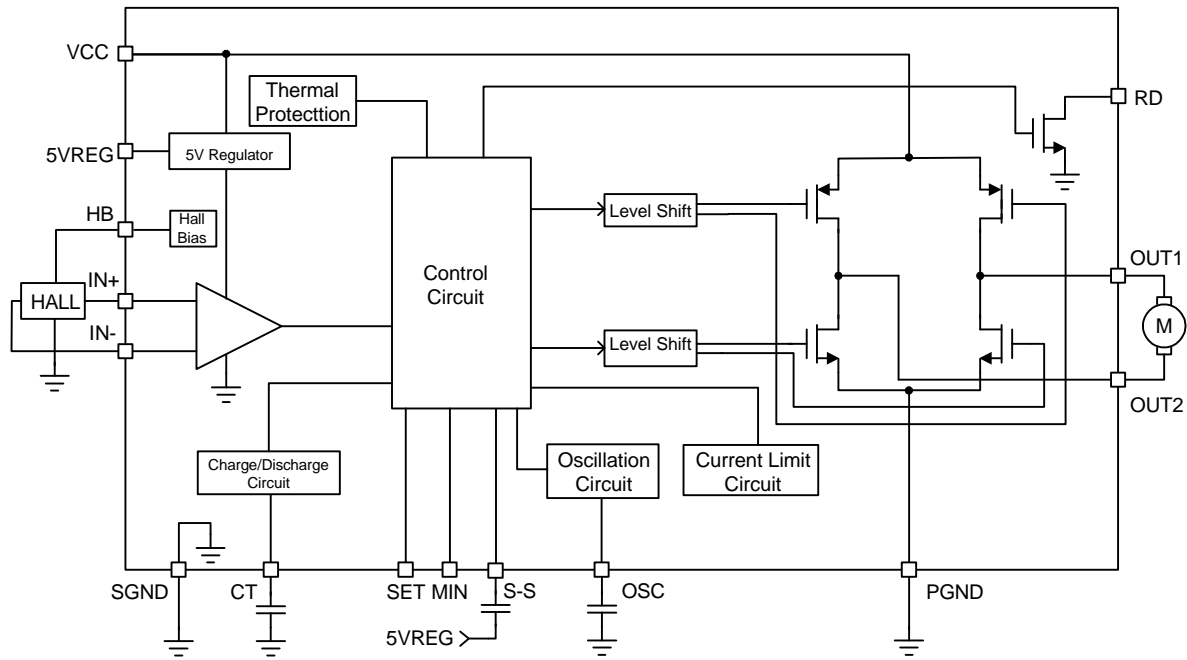 VCC
Thermal
Protecttion
RD
5VREG
5V Regulator
HB
Hall
Bias
Level Shift
Control
Circuit
OUT1
IN+
HALL
IN-
M
Level Shift
OUT2
Charge/Discharge
Circuit
Oscillation
Circuit
Current Limit
Circuit
SGND
CT
SET
MIN
S-S
OSC
PGND
5VREG